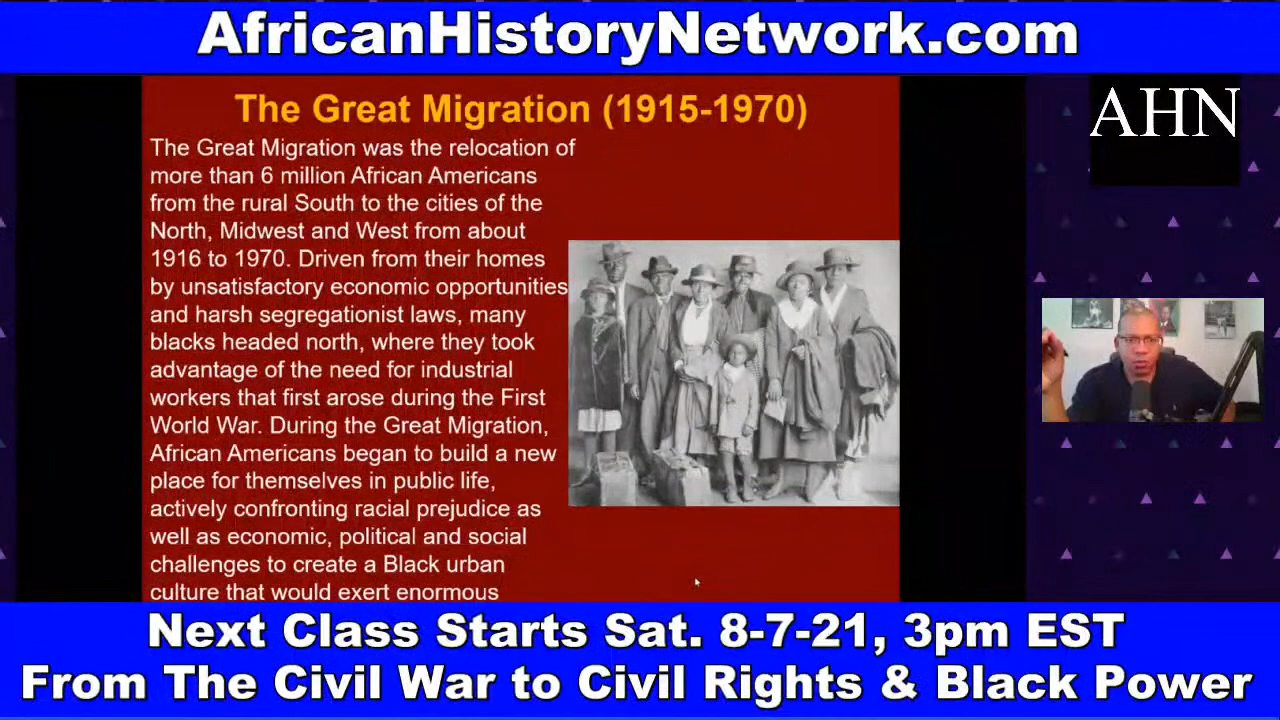 AfricanHistoryNetwork.com
AHN
The Great Migration (1915-1970)
The Great Migration was the relocation of
more than 6 million African Americans
from the rural South to the cities of the
North, Midwest and West from about
1916 to 1970. Driven from their homes
by unsatisfactory economic opportunities
and harsh segregationist laws, many
blacks headed north, where they took
advantage of the need for industrial
workers that first arose during the First
World War. During the Great Migration,
African Americans began to build a new
place for themselves in public life,
actively confronting racial prejudice as
well as economic, political and social
challenges to create a Black urban
culture that would exert enormous
Next Class Starts Sat. 8-7-21, 3pm EST
From The Civil War to Civil Rights & Black Power